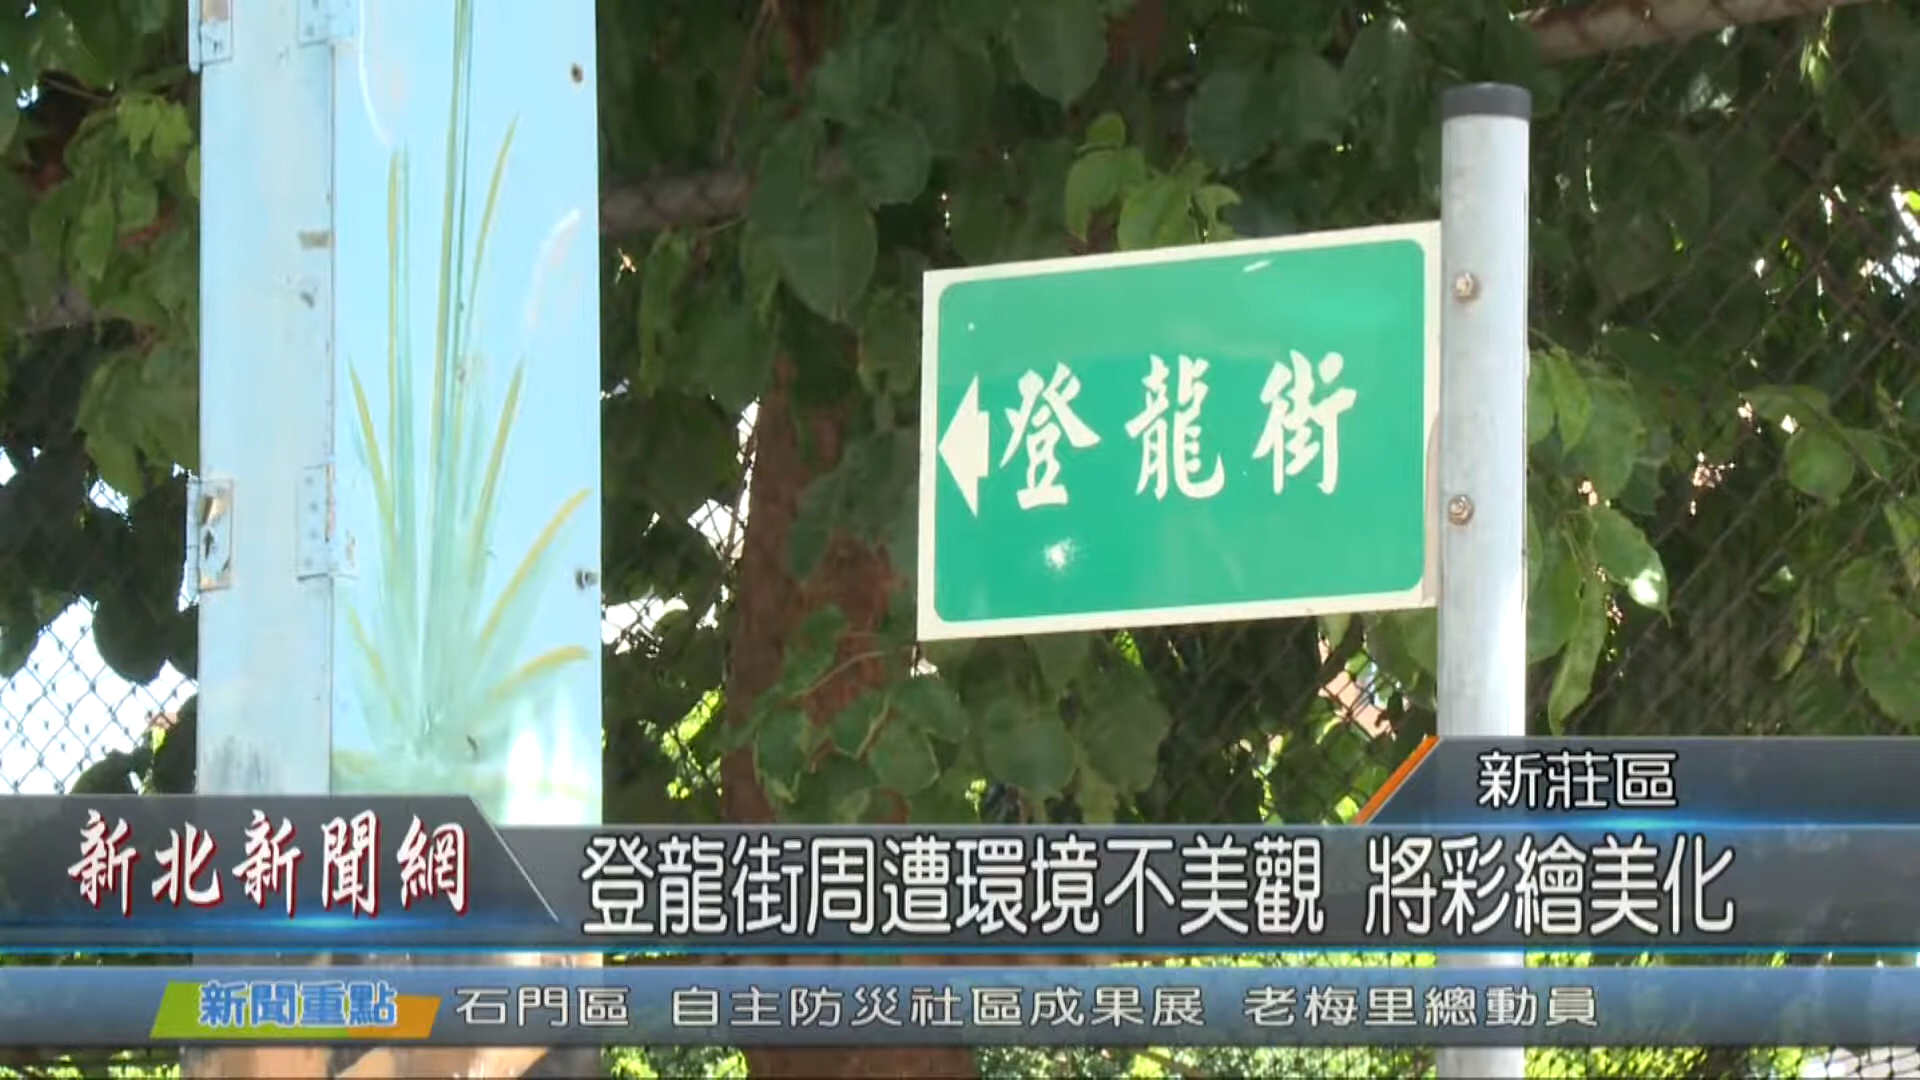 登龍街
新莊區
新北新聞網
登龍街周遭環境不美觀 將彩繪美化
新聞重點 石門區 自主防災社區成果展 老梅里總動員